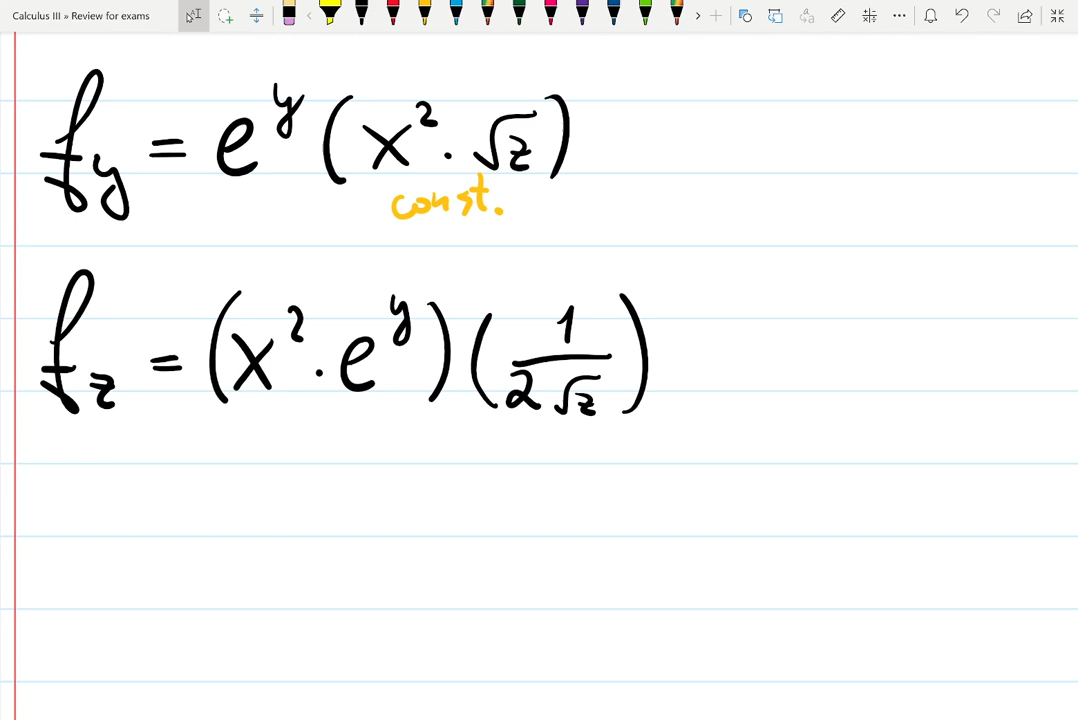 Calculus III » Review for exams
f_y = e^y (x^2 · √z)
const.
f_z = (x^2 · e^y) (1 / 2√z)